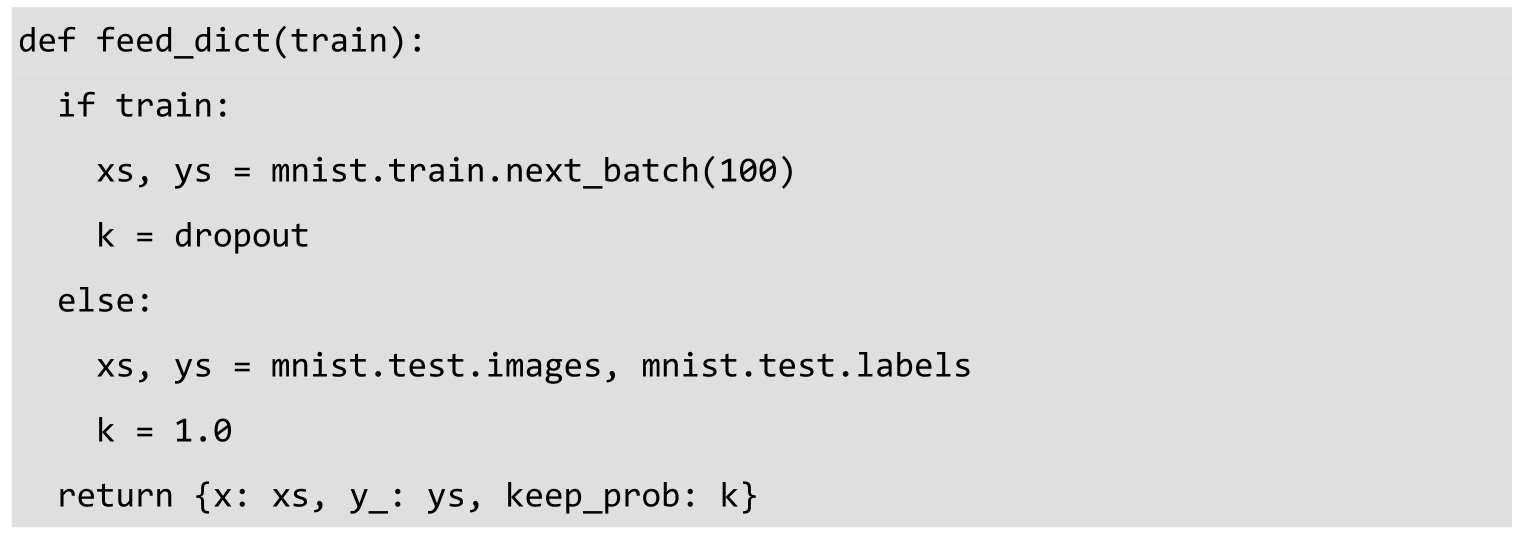 def feed_dict(train):
  if train:
    xs, ys = mnist.train.next_batch(100)
    k = dropout
  else:
    xs, ys = mnist.test.images, mnist.test.labels
    k = 1.0
  return {x: xs, y_: ys, keep_prob: k}